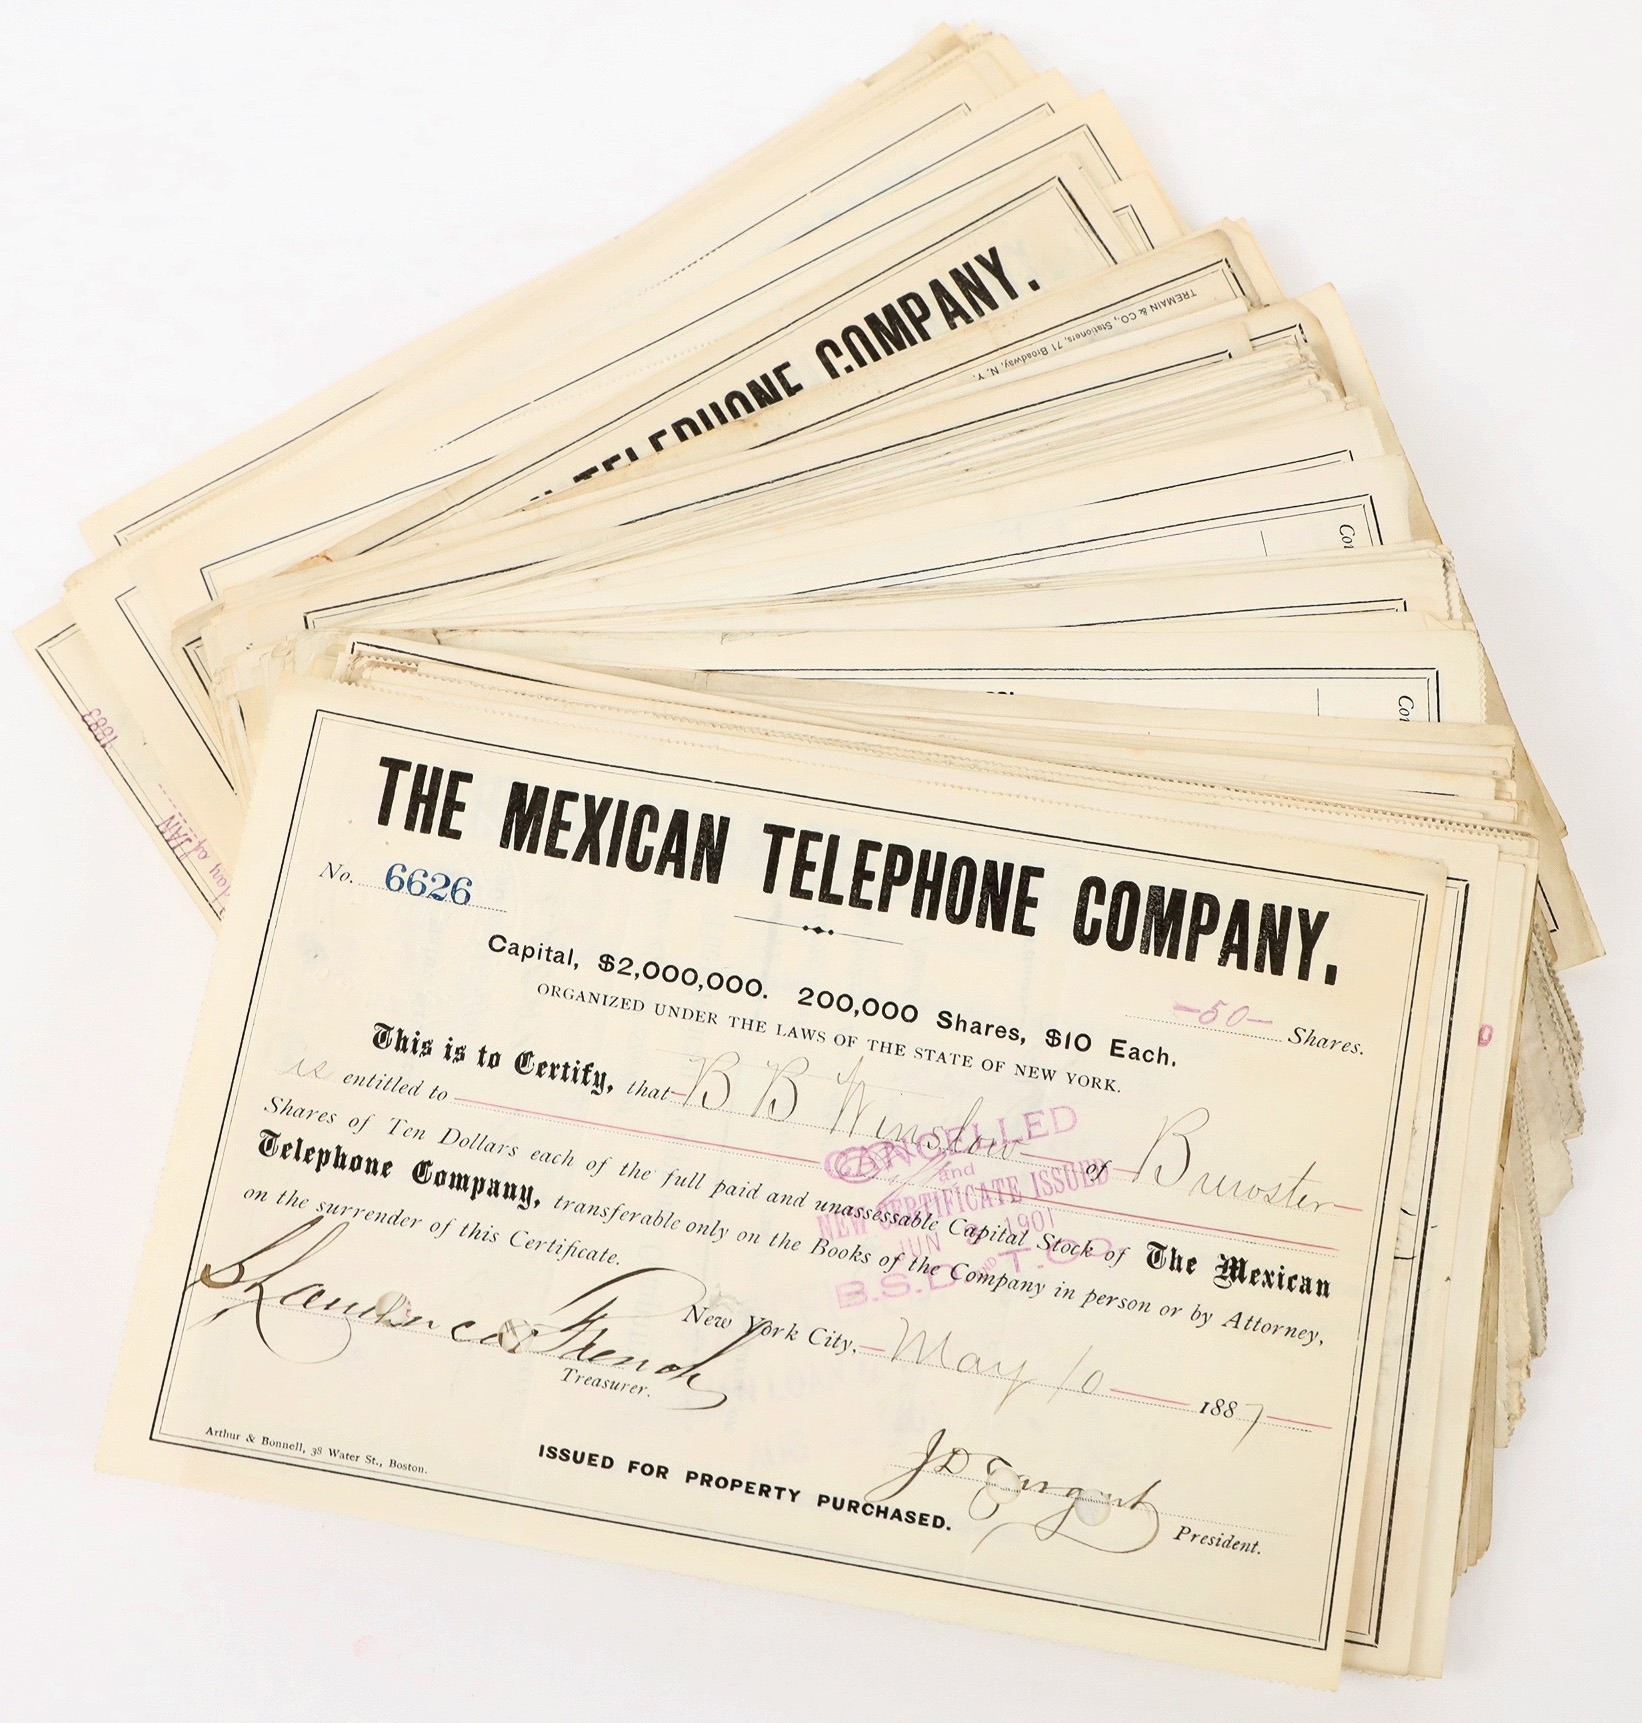 COMPANY.
TELEPHONE
TREMAIN & CO., Stationers, 71 Broadway, N. Y.
1883
JAN
THE MEXICAN TELEPHONE COMPANY.
No. 6626
Capital, $2,000,000. 200,000 Shares, $10 Each.
ORGANIZED UNDER THE LAWS OF THE STATE OF NEW YORK.
-50- Shares.
This is to Certify, that B B Winslow of Brewster
is entitled to
Shares of Ten Dollars each of the full paid and unassessable Capital Stock of The Mexican
Telephone Company, transferable only on the Books of the Company in person or by Attorney,
on the surrender of this Certificate.
CANCELLED
and
NEW CERTIFICATE ISSUED
JUN 1901
New York City, May 10 1887
Treasurer.
Arthur & Bonnell, 38 Water St., Boston.
ISSUED FOR PROPERTY PURCHASED.
President.